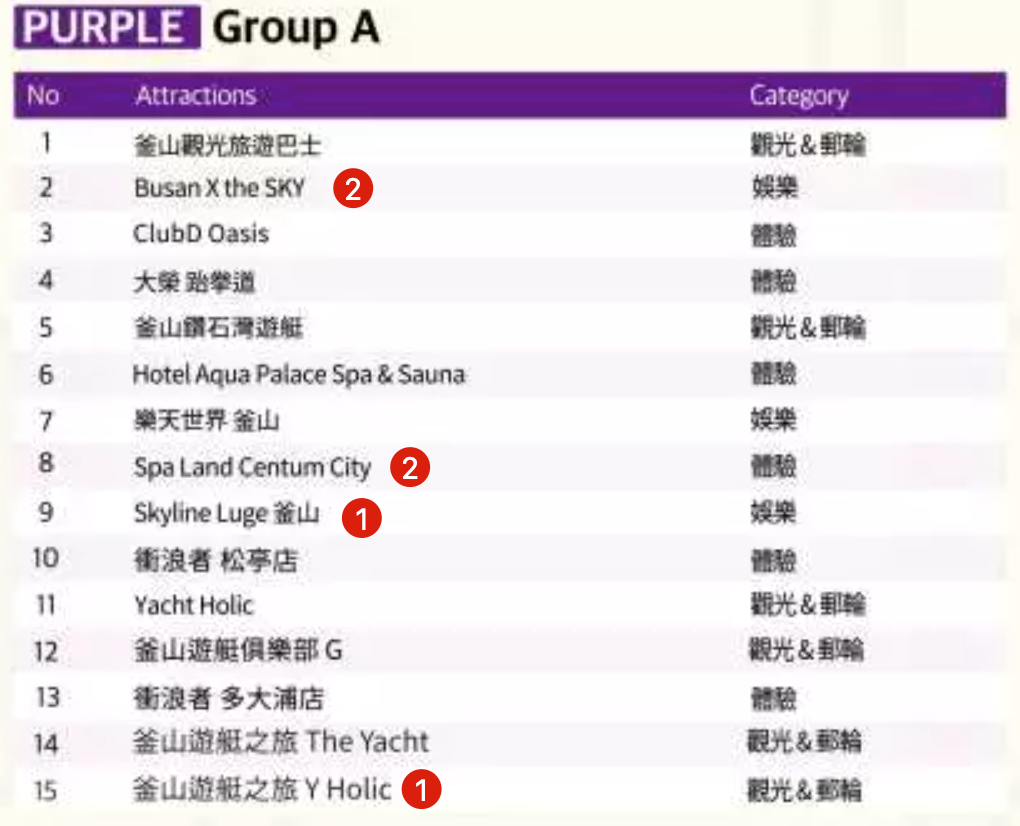 PURPLE Group A
No Attractions Category
1 釜山觀光旅遊巴士 觀光&郵輪
2 Busan X the SKY 2 娛樂
3 ClubD Oasis 體驗
4 大榮 跆拳道 體驗
5 釜山鑽石灣遊艇 觀光&郵輪
6 Hotel Aqua Palace Spa & Sauna 體驗
7 樂天世界 釜山 娛樂
8 Spa Land Centum City 2 體驗
9 Skyline Luge 釜山 1 娛樂
10 衝浪者 松亭店 體驗
11 Yacht Holic 觀光&郵輪
12 釜山遊艇俱樂部 G 觀光&郵輪
13 衝浪者 多大浦店 體驗
14 釜山遊艇之旅 The Yacht 觀光&郵輪
15 釜山遊艇之旅 Y Holic 1 觀光&郵輪